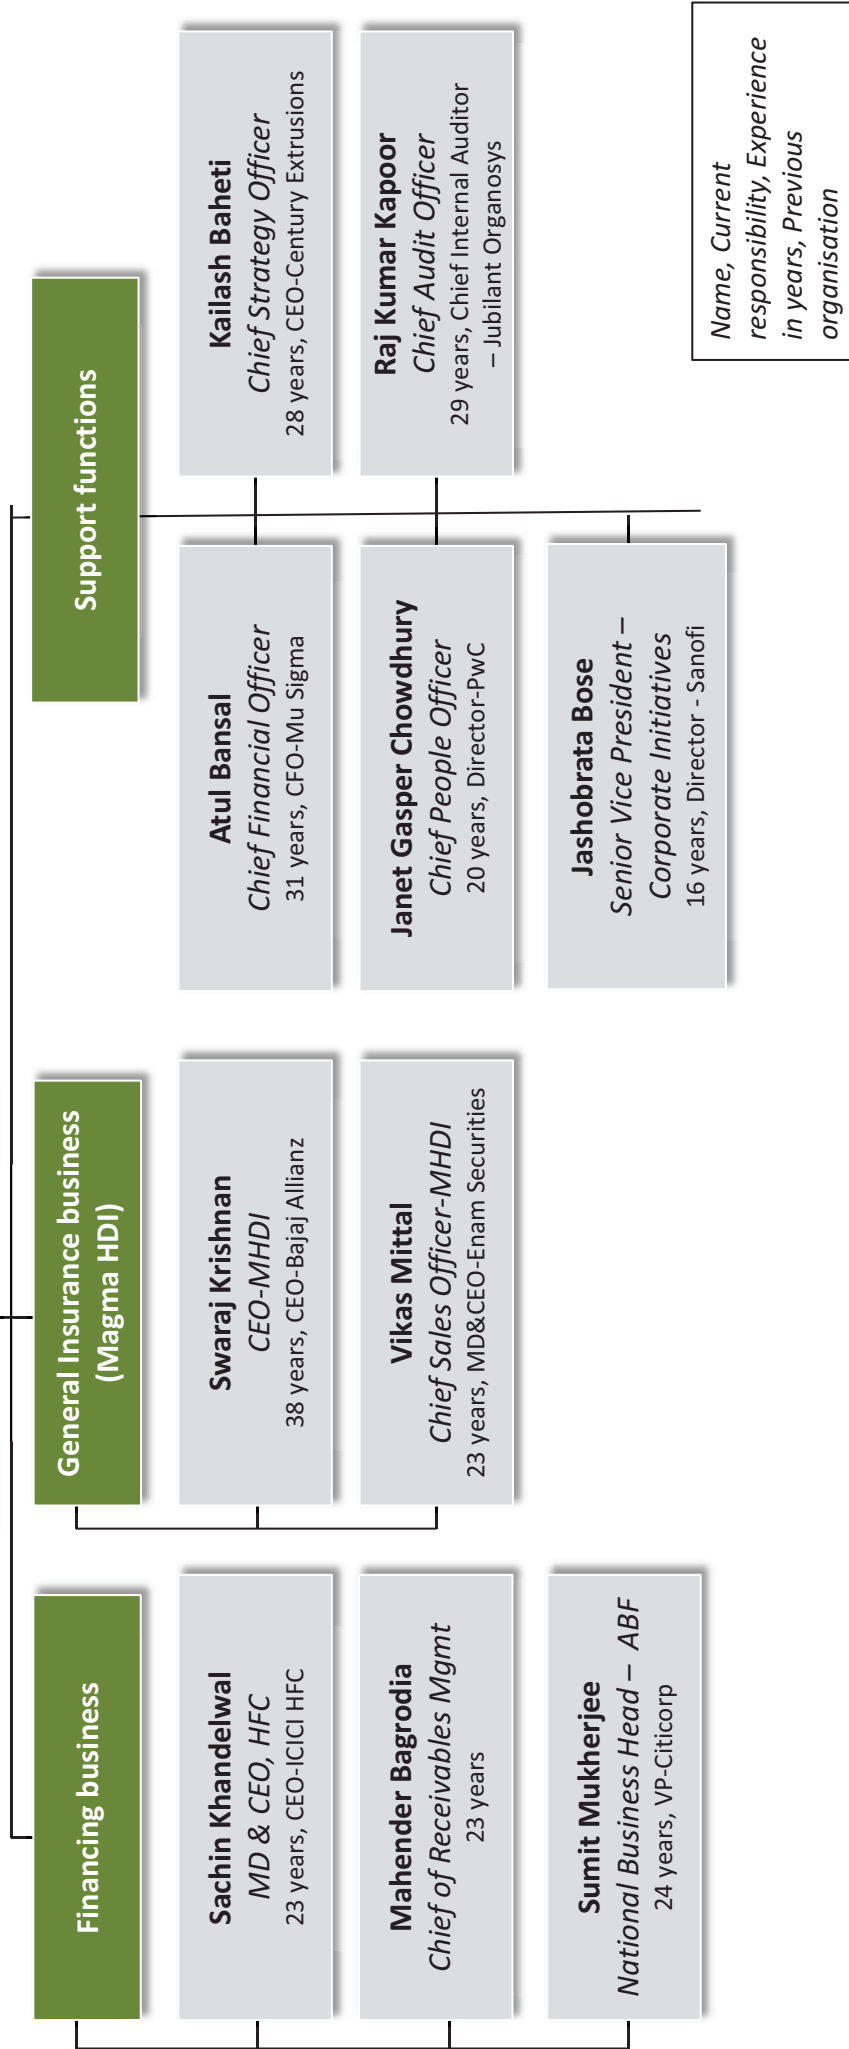 Financing business
Sachin Khandelwal
MD & CEO, HFC
23 years, CEO-ICICI HFC
Mahender Bagrodia
Chief of Receivables Mgmt
23 years
Sumit Mukherjee
National Business Head – ABF
24 years, VP-Citicorp
General Insurance business
(Magma HDI)
Swaraj Krishnan
CEO-MHDI
38 years, CEO-Bajaj Allianz
Vikas Mittal
Chief Sales Officer-MHDI
23 years, MD&CEO-Enam Securities
Support functions
Atul Bansal
Chief Financial Officer
31 years, CFO-Mu Sigma
Kailash Baheti
Chief Strategy Officer
28 years, CEO-Century Extrusions
Janet Gasper Chowdhury
Chief People Officer
20 years, Director-PwC
Raj Kumar Kapoor
Chief Audit Officer
29 years, Chief Internal Auditor
– Jubilant Organosys
Jashobrata Bose
Senior Vice President –
Corporate Initiatives
16 years, Director - Sanofi
Name, Current
responsibility, Experience
in years, Previous
organisation